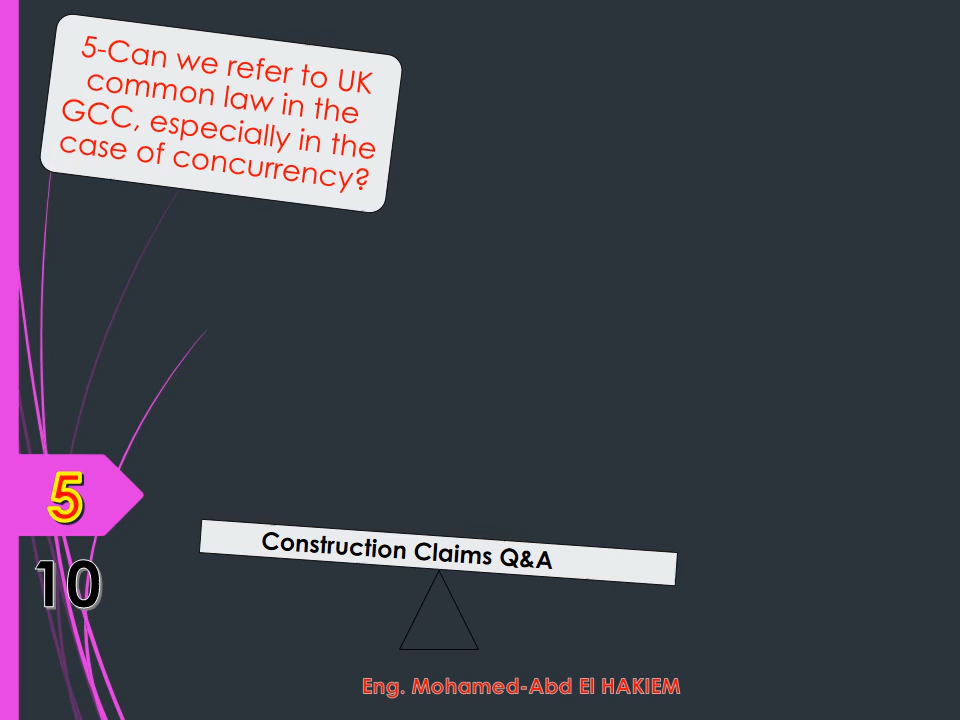 5-Can we refer to UK
common law in the
GCC, especially in the
case of concurrency?
5
10
Construction Claims Q&A
Eng. Mohamed-Abd El HAKIEM